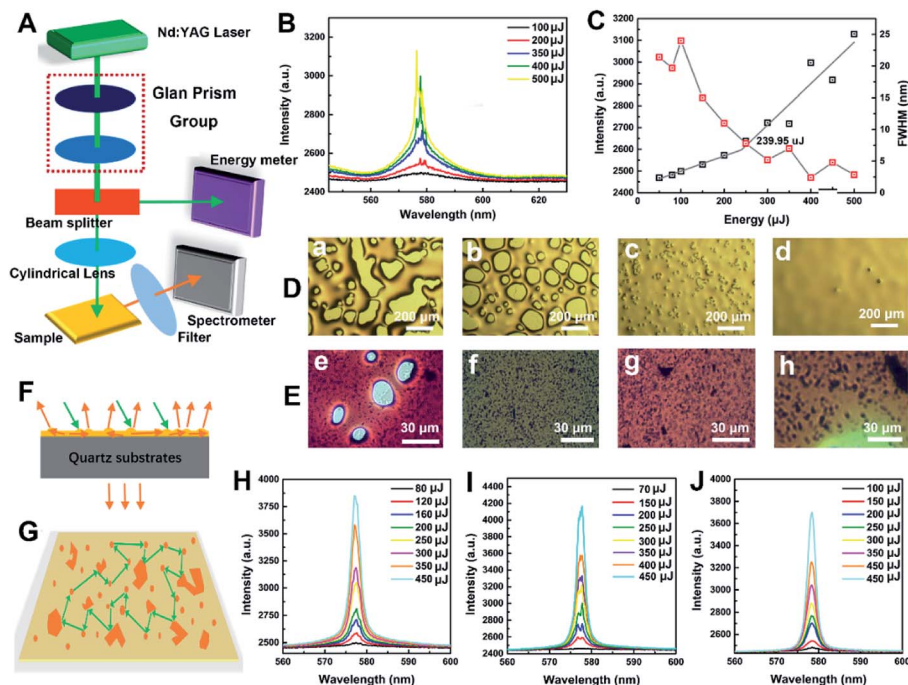 A
Nd:YAG Laser
Glan Prism
Group
Energy meter
Beam splitter
Cylindrical Lens
Sample
Spectrometer
Filter
B
Intensity (a.u.)
3200
3000
2800
2600
2400
560
580
600
620
Wavelength (nm)
100 μJ
200 μJ
350 μJ
400 μJ
500 μJ
C
Intensity (a.u.)
3200
3100
3000
2900
2800
2700
2600
2500
2400
0
100
200
300
400
500
Energy (μJ)
239.95 uJ
25
20
15
10
5
0
FWHM (nm)
D
a
200 μm
b
200 μm
c
200 μm
d
200 μm
E
e
30 μm
f
30 μm
g
30 μm
h
30 μm
F
Quartz substrates
G
H
Intensity (a.u.)
4000
3750
3500
3250
3000
2750
2500
560
570
580
590
600
Wavelength (nm)
80 μJ
120 μJ
160 μJ
200 μJ
250 μJ
300 μJ
350 μJ
450 μJ
I
Intensity (a.u.)
4400
4200
4000
3800
3600
3400
3200
3000
2800
2600
2400
560
570
580
590
600
Wavelength (nm)
70 μJ
150 μJ
200 μJ
250 μJ
300 μJ
350 μJ
400 μJ
450 μJ
J
Intensity (a.u.)
4000
3800
3600
3400
3200
3000
2800
2600
560
580
600
Wavelength (nm)
100 μJ
150 μJ
200 μJ
250 μJ
300 μJ
350 μJ
450 μJ
450 μJ